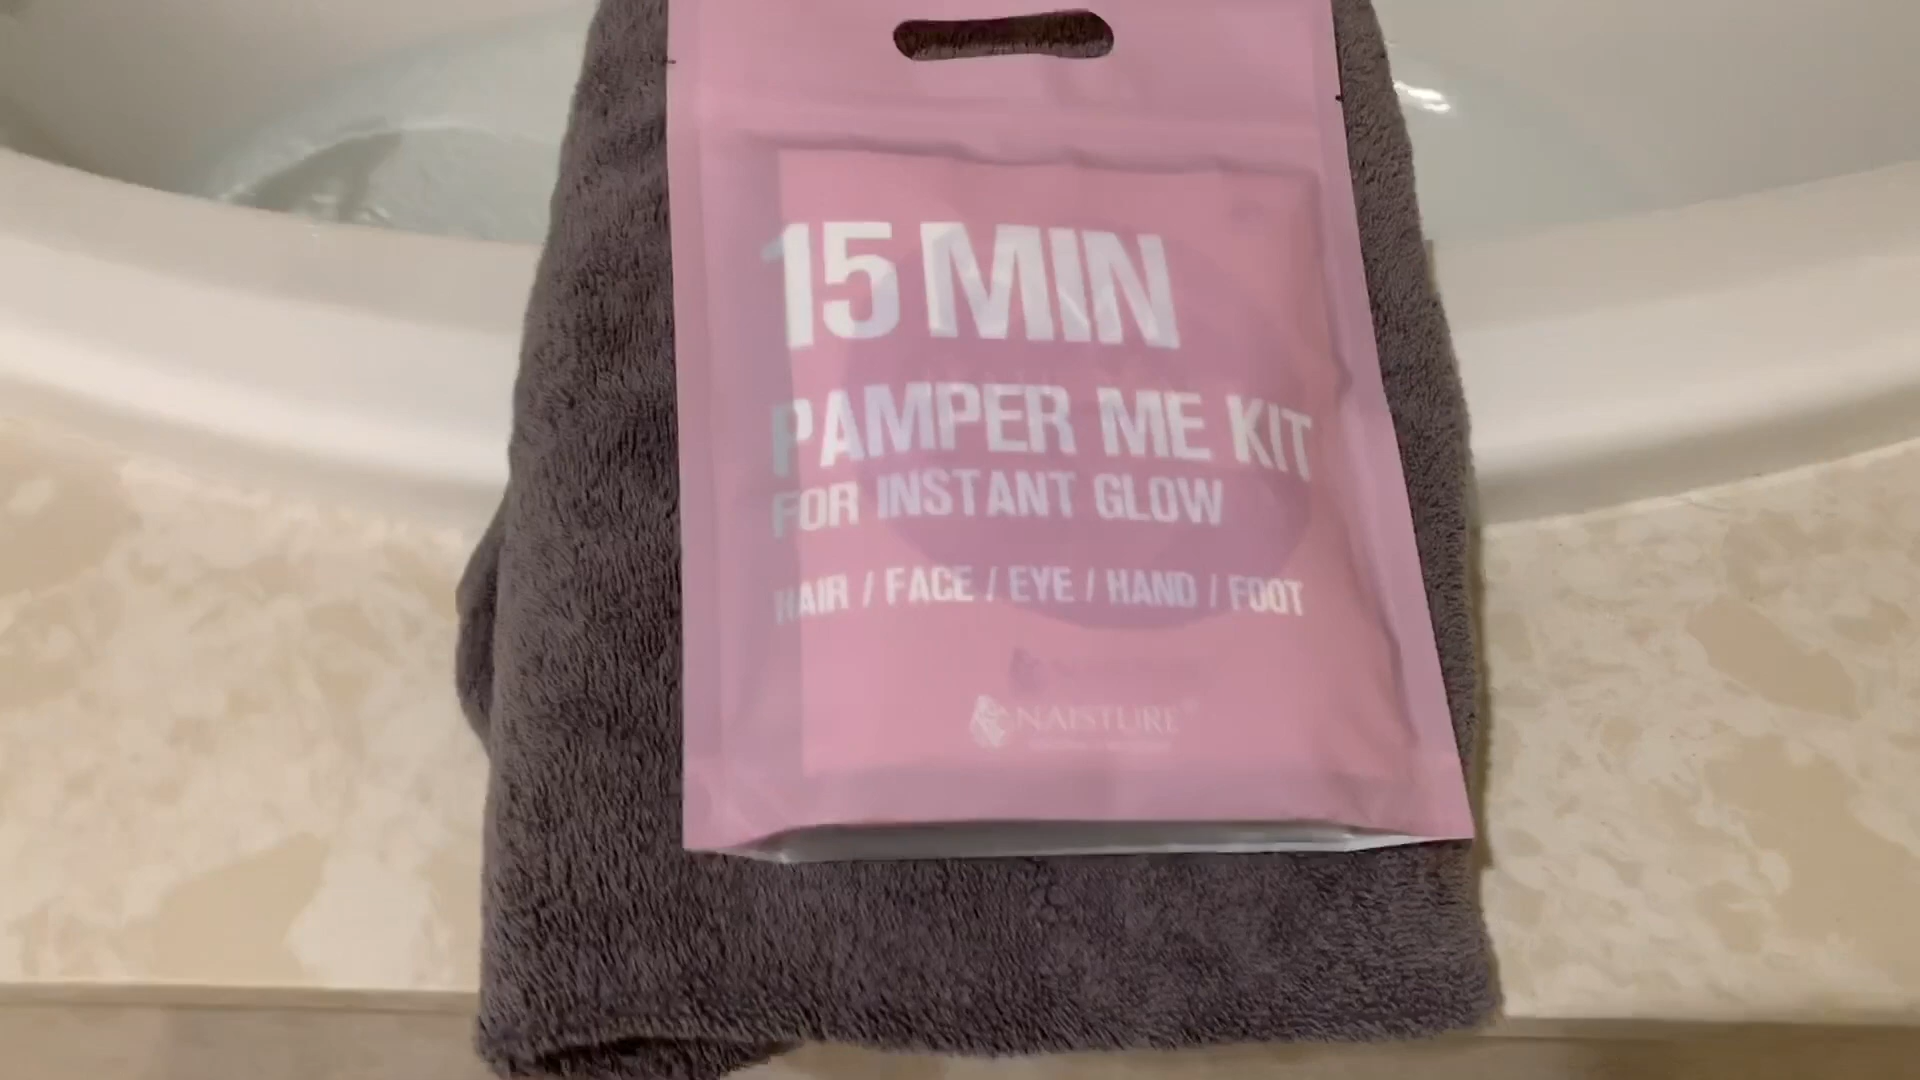 15 MIN
PAMPER ME KIT
FOR INSTANT GLOW
HAIR / FACE / EYE / HAND / FOOT
NAISTURE